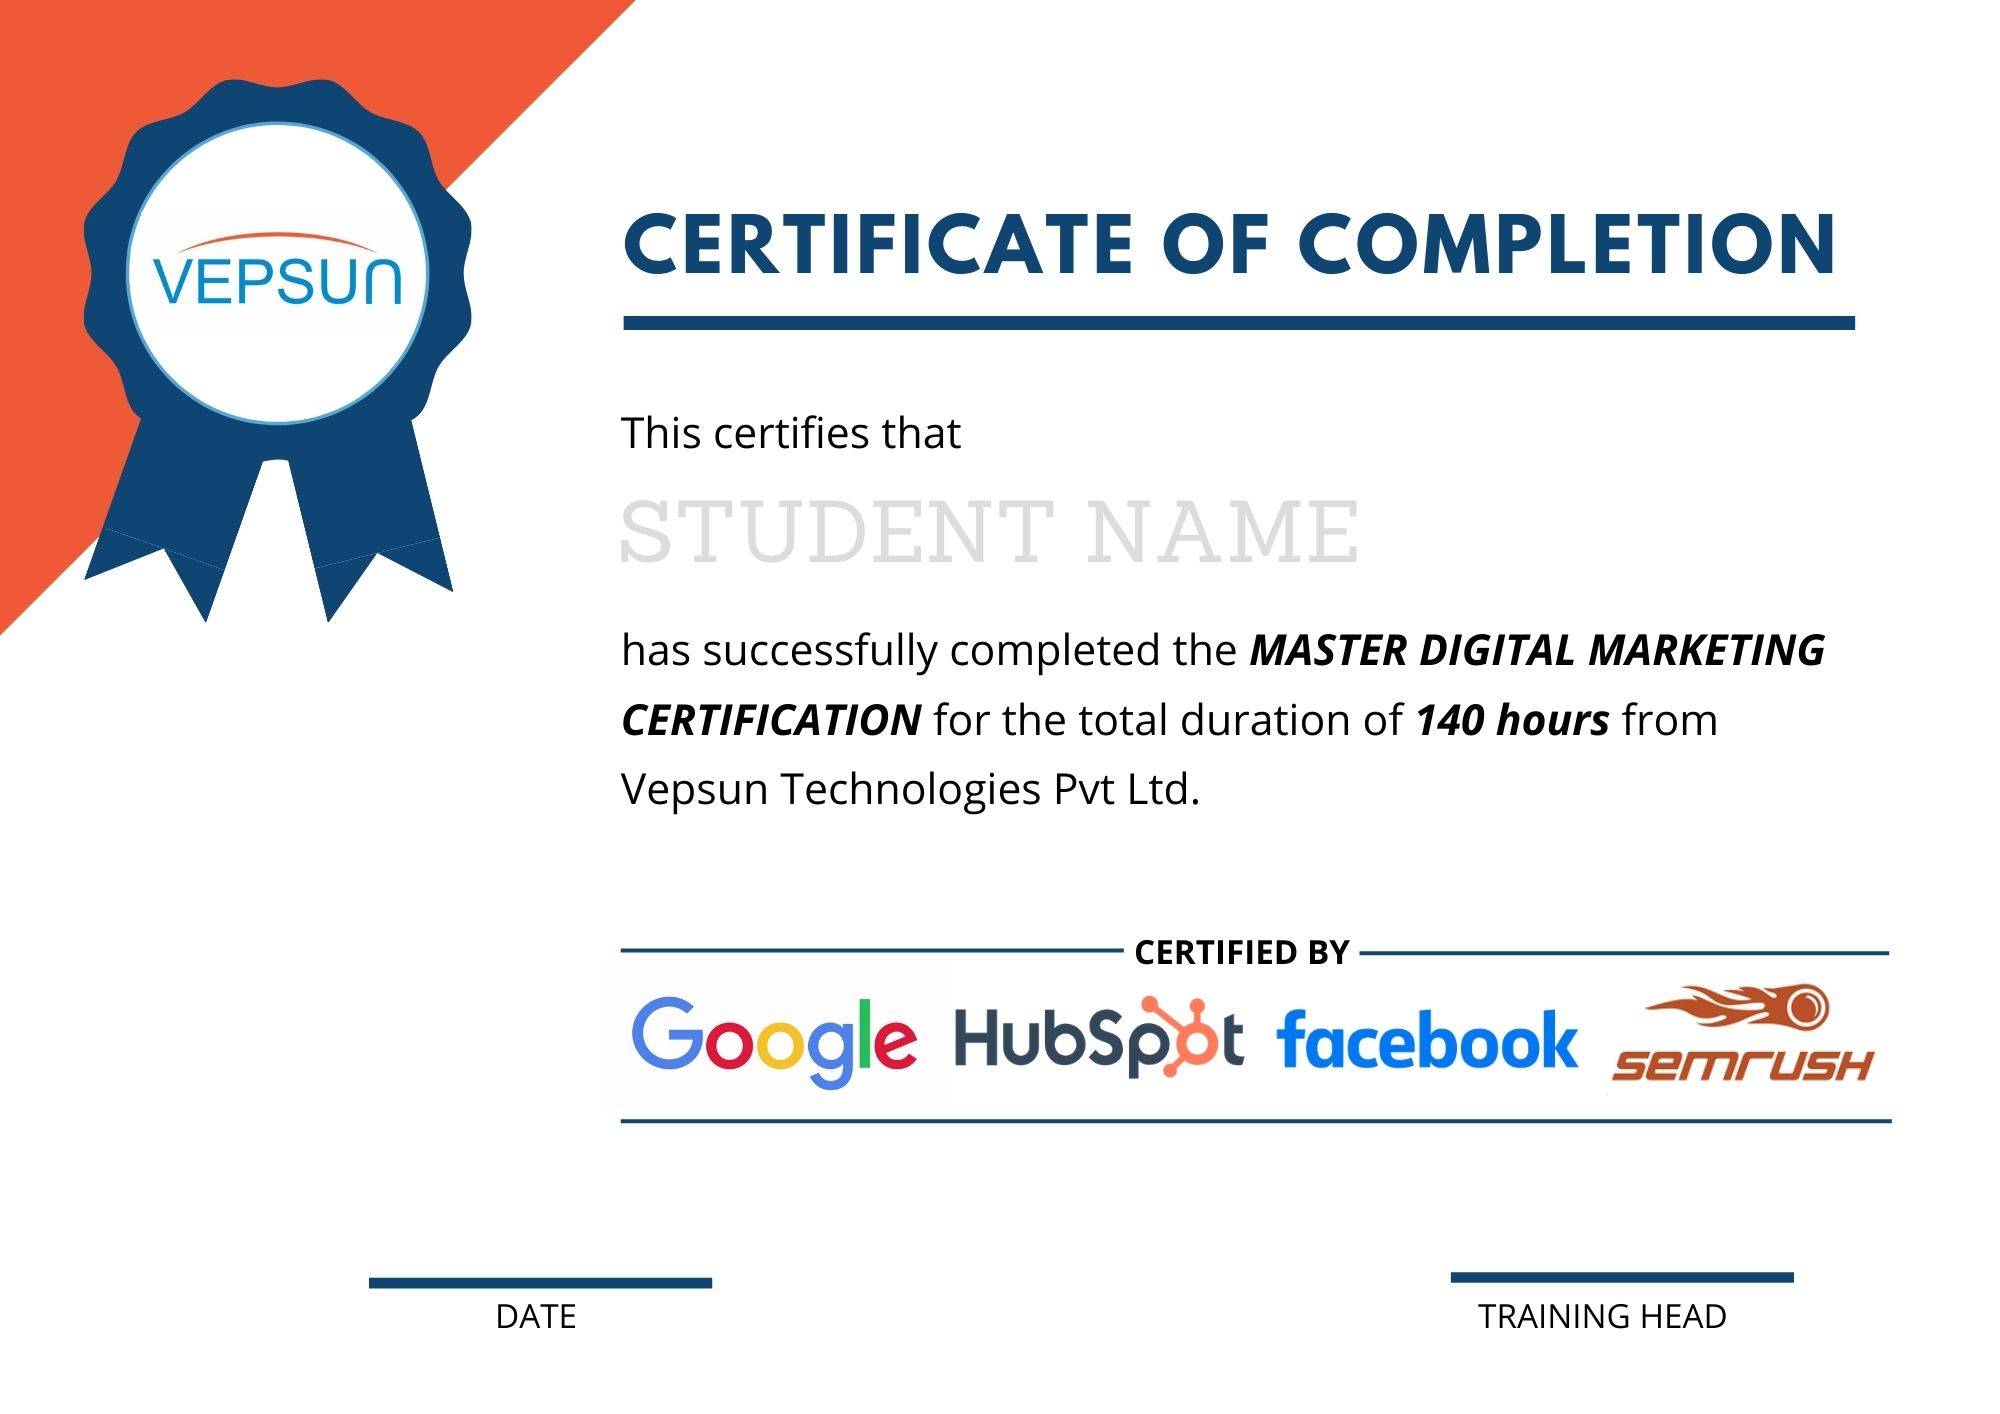 VEPSUN
CERTIFICATE OF COMPLETION
This certifies that
STUDENT NAME
has successfully completed the MASTER DIGITAL MARKETING
CERTIFICATION for the total duration of 140 hours from
Vepsun Technologies Pvt Ltd.
CERTIFIED BY
Google HubSpot facebook semrush
DATE
TRAINING HEAD